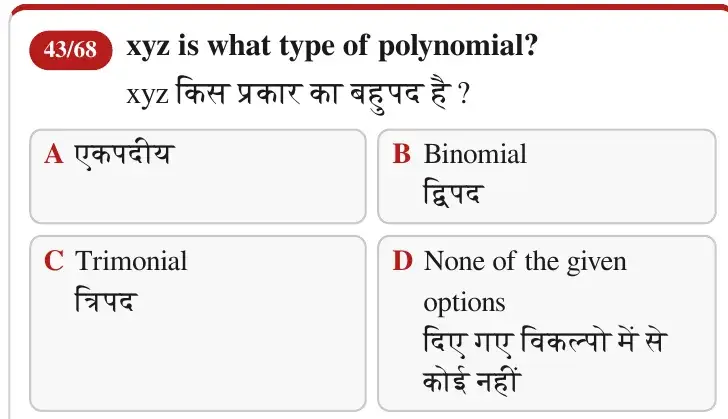 43/68 xyz is what type of polynomial?
xyz किस प्रकार का बहुपद है ?
A एकपदीय
B Binomial
द्विपद
C Trimonial
त्रिपद
D None of the given
options
दिए गए विकल्पो में से
कोई नहीं